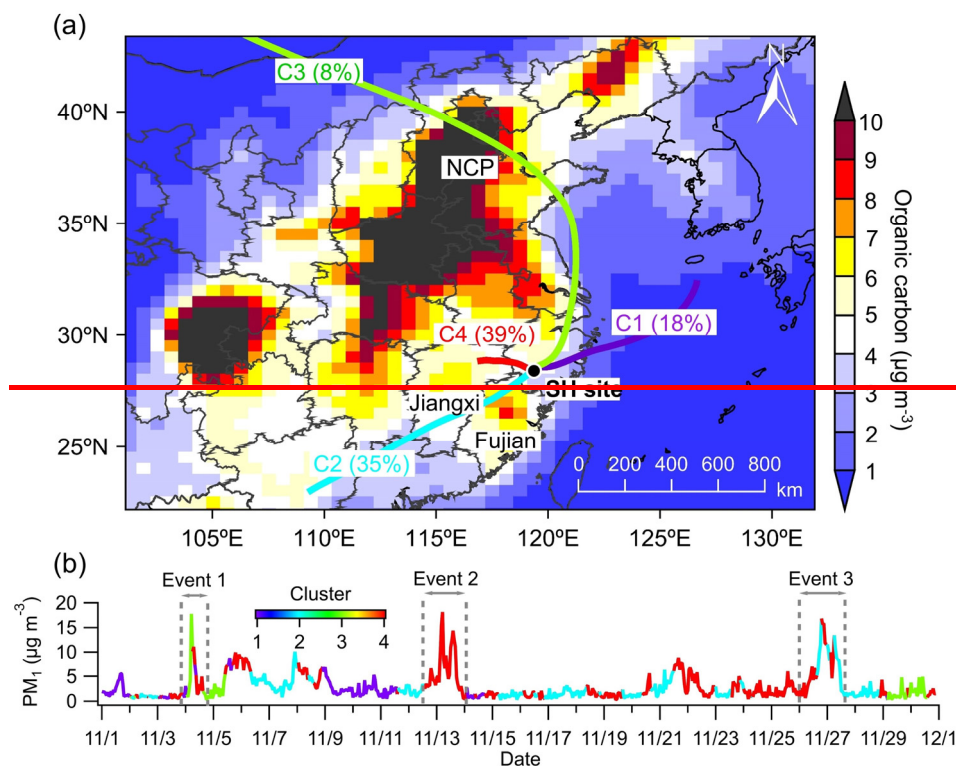 (a)
C3 (8%)
N
40ºN
NCP
35ºN
30ºN
C4 (39%)
C1 (18%)
SH site
Jiangxi
Fujian
25ºN
C2 (35%)
0 200 400 600 800
km
105ºE 110ºE 115ºE 120ºE 125ºE 130ºE
10
9
8
7
6
5
4
3
2
1
Organic carbon (µg m-3)
(b)
Event 1
Event 2
Event 3
Cluster
1 2 3 4
PM1 (µg m-3)
20
15
10
5
0
11/1 11/3 11/5 11/7 11/9 11/11 11/13 11/15 11/17 11/19 11/21 11/23 11/25 11/27 11/29 12/1
Date